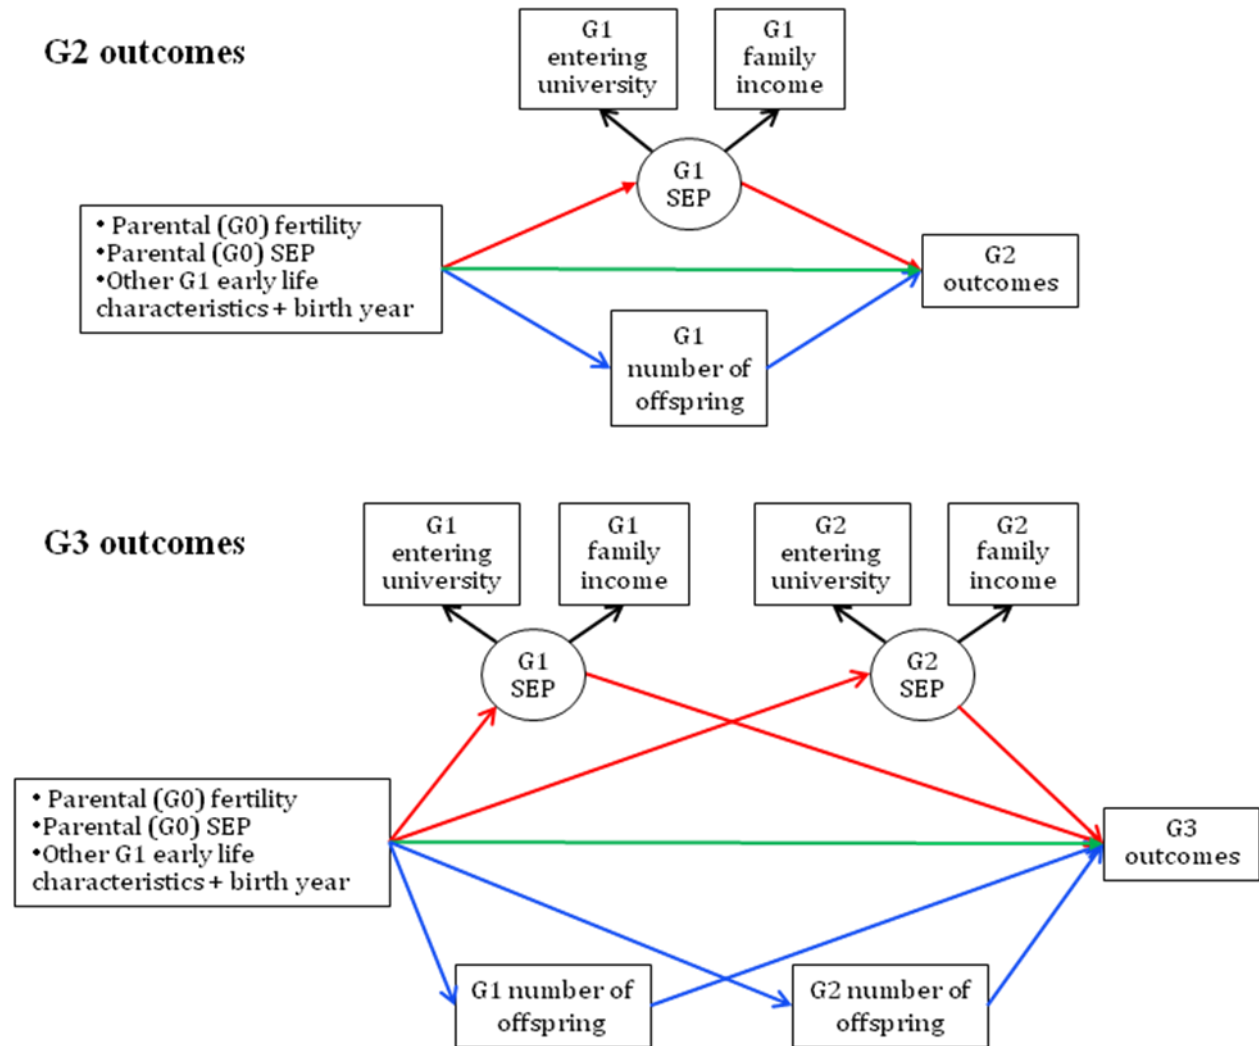 G2 outcomes
G1
entering
university
G1
family
income
G1
SEP
• Parental (G0) fertility
•Parental (G0) SEP
•Other G1 early life
characteristics + birth year
G2
outcomes
G1
number of
offspring
G3 outcomes
G1
entering
university
G1
family
income
G2
entering
university
G2
family
income
G1
SEP
G2
SEP
• Parental (G0) fertility
•Parental (G0) SEP
•Other G1 early life
characteristics + birth year
G3
outcomes
G1 number of
offspring
G2 number of
offspring